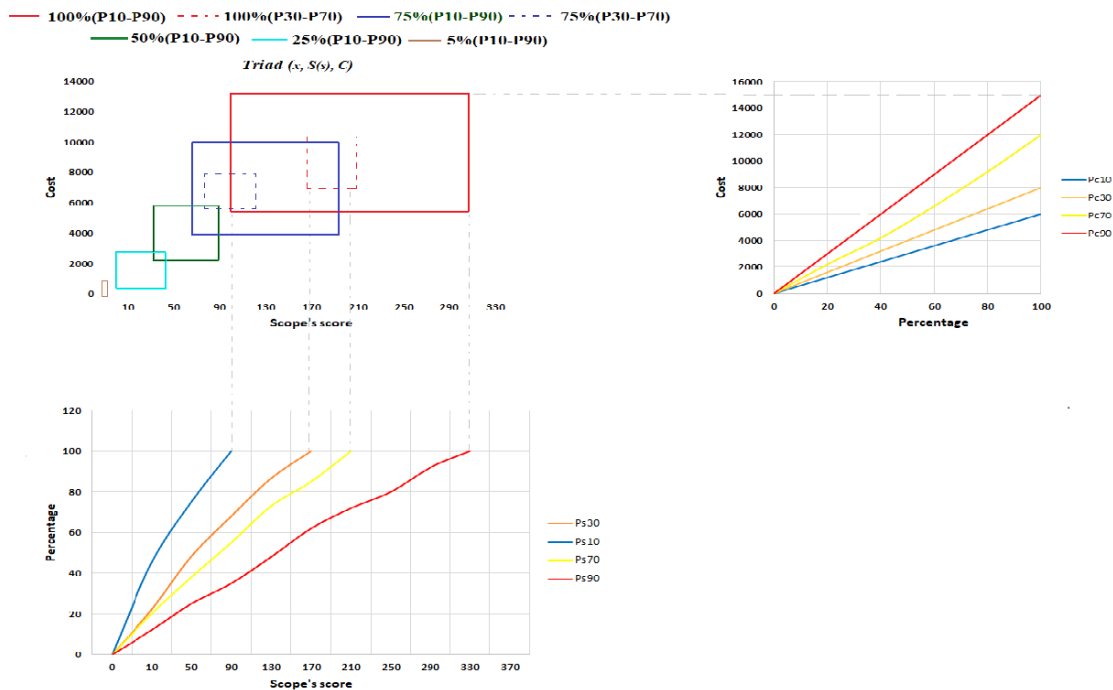 100%(P10-P90) 100%(P30-P70) 75%(P10-P90) 75%(P30-P70)
50%(P10-P90) 25%(P10-P90) 5%(P10-P90)
Triad (x, S(s), C)
14000
12000
10000
8000
6000
4000
2000
0
Cost
10 50 90 130 170 210 250 290 330
Scope's score
16000
14000
12000
10000
8000
6000
4000
2000
0
Cost
0 20 40 60 80 100
Percentage
Pc10
Pc30
Pc70
Pc90
120
100
80
60
40
20
0
Percentage
0 10 50 90 130 170 210 250 290 330 370
Scope's score
Ps30
Ps10
Ps70
Ps90